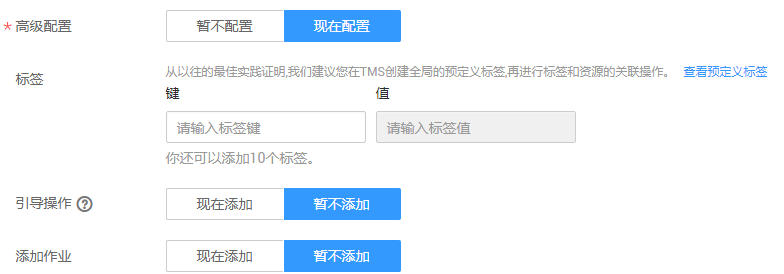 * 高级配置 暂不配置 现在配置
标签 从以往的最佳实践证明,我们建议您在TMS创建全局的预定义标签,再进行标签和资源的关联操作。 查看预定义标签
键 值
请输入标签键 请输入标签值
你还可以添加10个标签。
引导操作 ? 现在添加 暂不添加
添加作业 现在添加 暂不添加